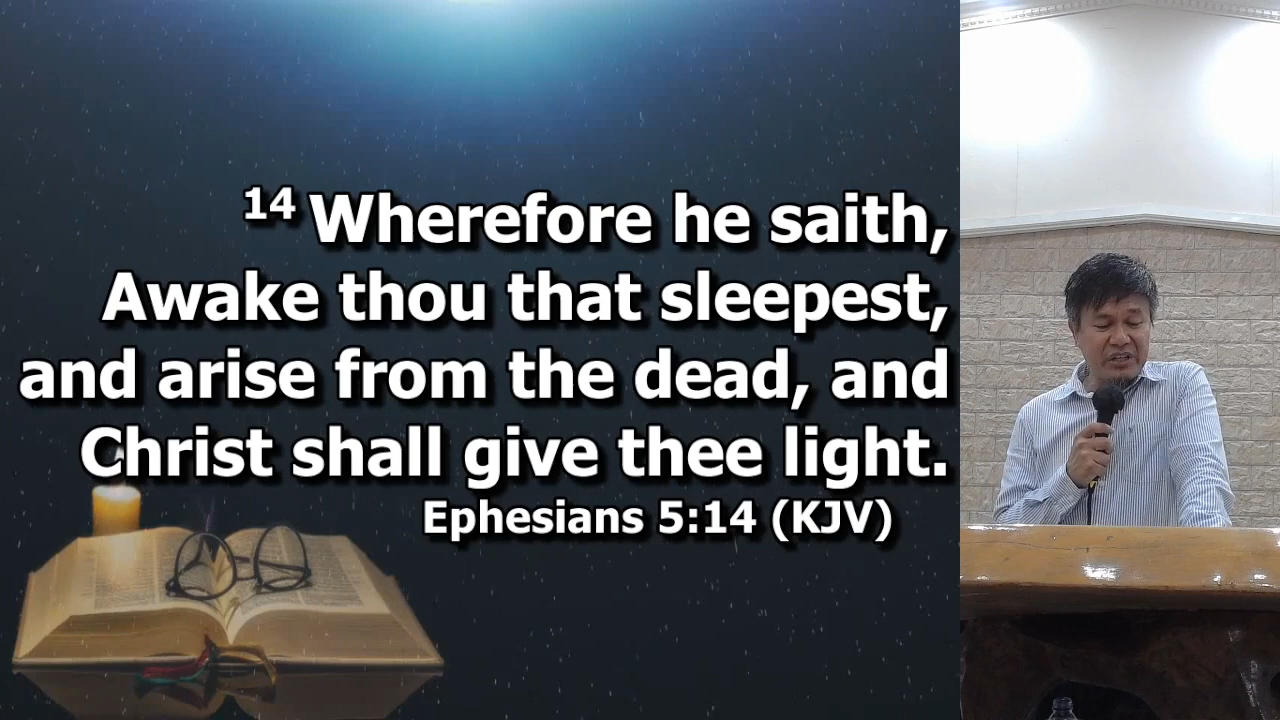 14 Wherefore he saith,
Awake thou that sleepest,
and arise from the dead, and
Christ shall give thee light.
Ephesians 5:14 (KJV)